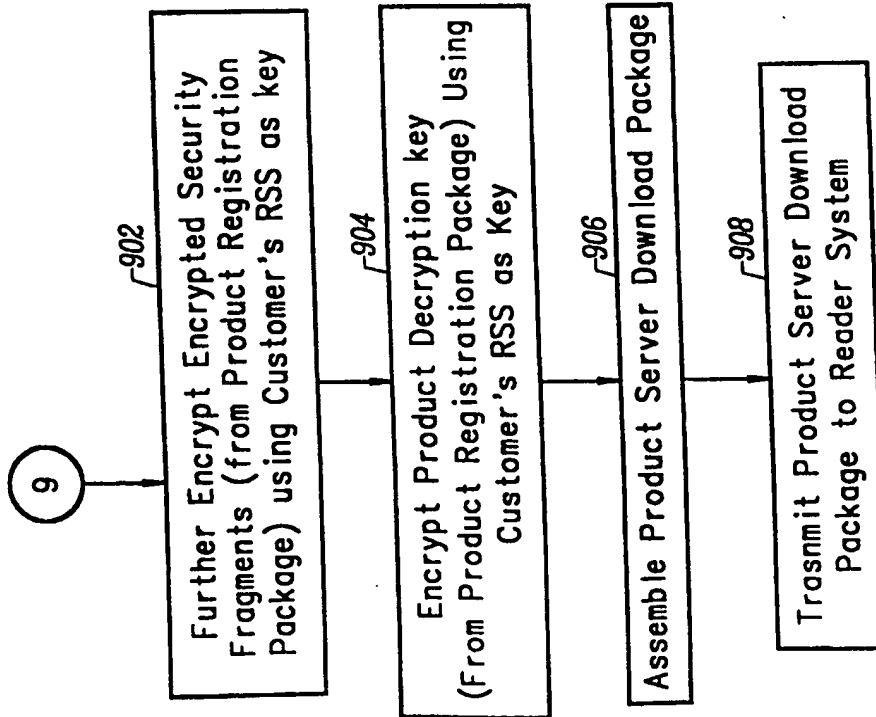 9
902
Further Encrypt Encrypted Security
Fragments (from Product Registration
Package) using Customer's RSS as key
904
Encrypt Product Decryption key
(From Product Registration Package) Using
Customer's RSS as Key
906
Assemble Product Server Download Package
908
Trasnmit Product Server Download
Package to Reader System